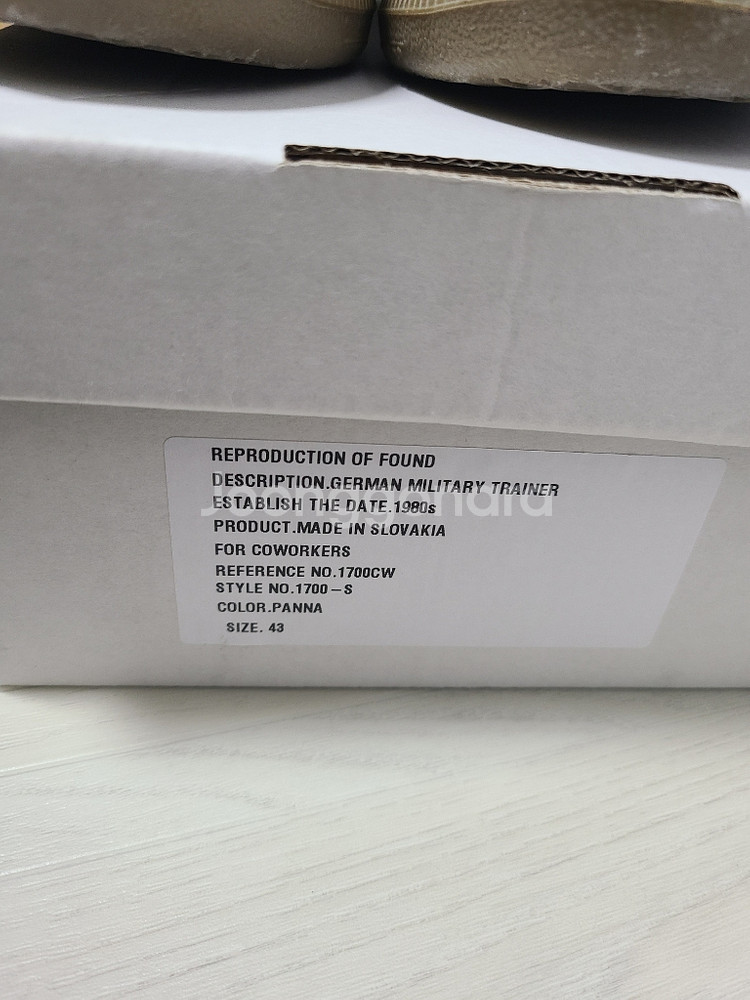 REPRODUCTION OF FOUND
DESCRIPTION.GERMAN MILITARY TRAINER
ESTABLISH THE DATE.1980s
PRODUCT.MADE IN SLOVAKIA
FOR COWORKERS
REFERENCE NO.1700CW
STYLE NO.1700-S
COLOR.PANNA
SIZE. 43
Joonggonara